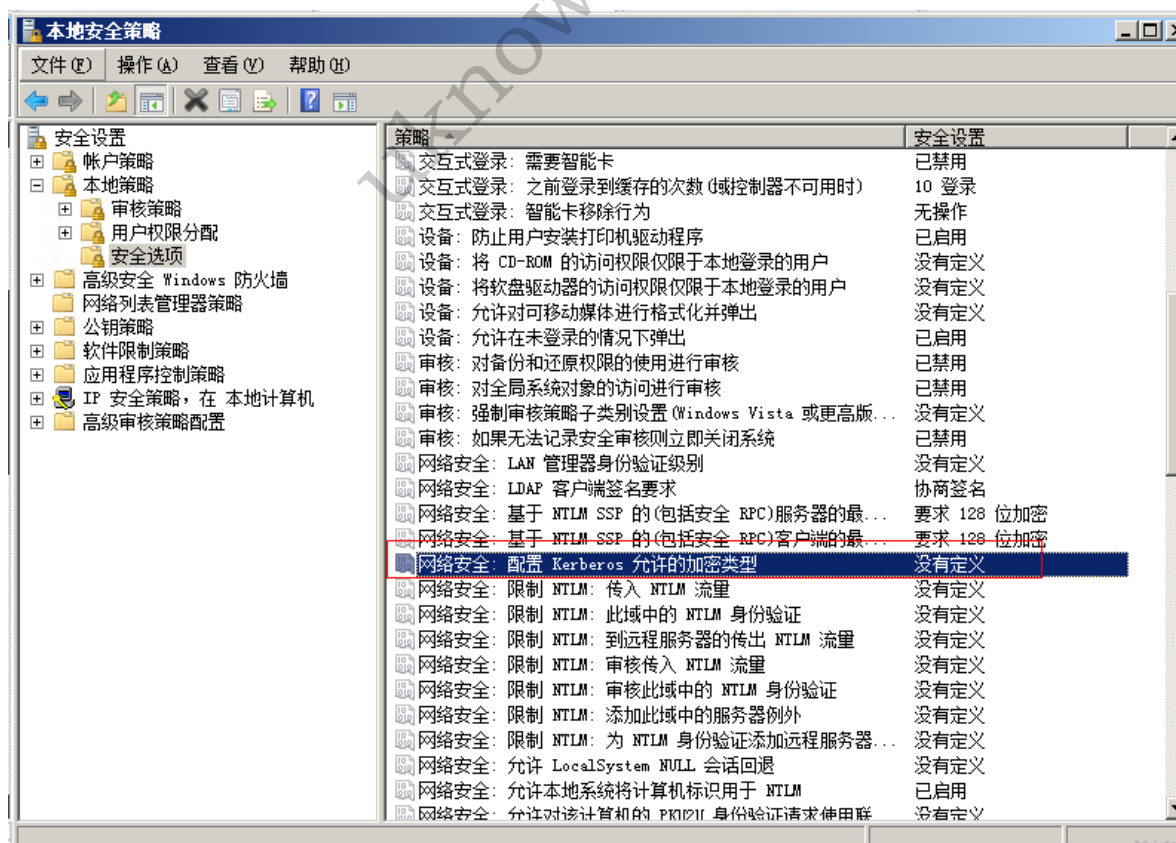 本地安全策略
文件(F) 操作(A) 查看(V) 帮助(H)
安全设置
帐户策略
本地策略
审核策略
用户权限分配
安全选项
高级安全 Windows 防火墙
网络列表管理器策略
公钥策略
软件限制策略
应用程序控制策略
IP 安全策略，在 本地计算机
高级审核策略配置
策略 安全设置
交互式登录: 需要智能卡 已禁用
交互式登录: 之前登录到缓存的次数(域控制器不可用时) 10 登录
交互式登录: 智能卡移除行为 无操作
设备: 防止用户安装打印机驱动程序 已启用
设备: 将 CD-ROM 的访问权限仅限于本地登录的用户 没有定义
设备: 将软盘驱动器的访问权限仅限于本地登录的用户 没有定义
设备: 允许对可移动媒体进行格式化并弹出 没有定义
设备: 允许在未登录的情况下弹出 已启用
审核: 对备份和还原权限的使用进行审核 已禁用
审核: 对全局系统对象的访问进行审核 已禁用
审核: 强制审核策略子类别设置(Windows Vista 或更高版... 没有定义
审核: 如果无法记录安全审核则立即关闭系统 已禁用
网络安全: LAN 管理器身份验证级别 没有定义
网络安全: LDAP 客户端签名要求 协商签名
网络安全: 基于 NTLM SSP 的(包括安全 RPC)服务器的最... 要求 128 位加密
网络安全: 基于 NTLM SSP 的(包括安全 RPC)客户端的最... 要求 128 位加密
网络安全: 配置 Kerberos 允许的加密类型 没有定义
网络安全: 限制 NTLM: 传入 NTLM 流量 没有定义
网络安全: 限制 NTLM: 此域中的 NTLM 身份验证 没有定义
网络安全: 限制 NTLM: 到远程服务器的传出 NTLM 流量 没有定义
网络安全: 限制 NTLM: 审核传入 NTLM 流量 没有定义
网络安全: 限制 NTLM: 审核此域中的 NTLM 身份验证 没有定义
网络安全: 限制 NTLM: 添加此域中的服务器例外 没有定义
网络安全: 限制 NTLM: 为 NTLM 身份验证添加远程服务器... 没有定义
网络安全: 允许 LocalSystem NULL 会话回退 没有定义
网络安全: 允许本地系统将计算机标识用于 NTLM 已启用
网络安全: 允许对该计算机的 PKU2U 身份验证请求使用联 没有定义
uknow